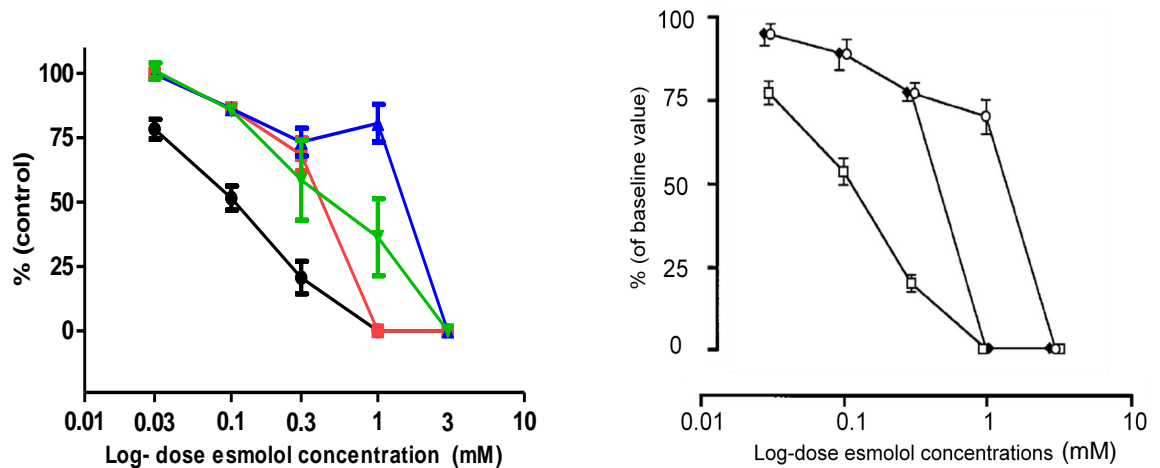 100
75
50
25
0
% (control)
0.01 0.03 0.1 0.3 1 3 10
Log- dose esmolol concentration (mM)
100
75
50
25
0
% (of baseline value)
0.01 0.1 1 10
Log-dose esmolol concentrations (mM)